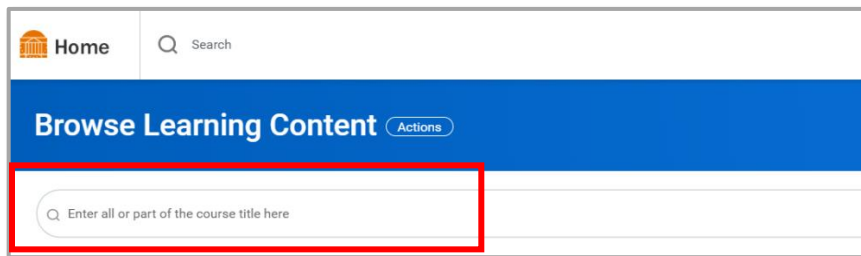 Home Search
Browse Learning Content Actions
Enter all or part of the course title here